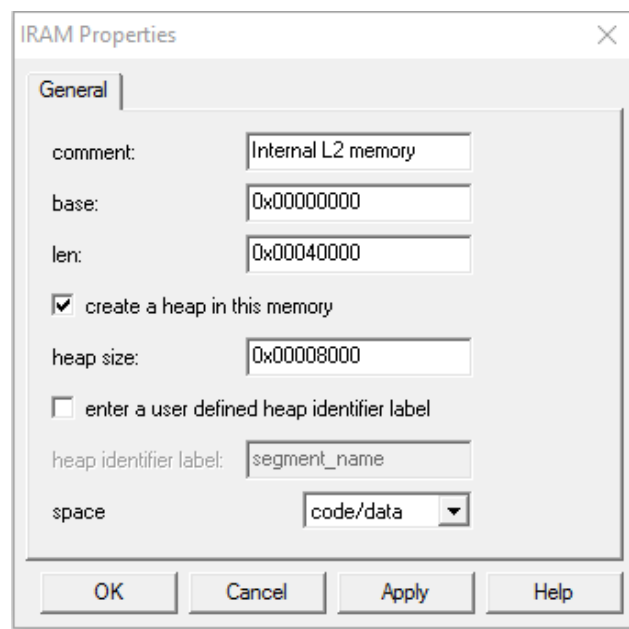 IRAM Properties
General
comment: Internal L2 memory
base: 0x00000000
len: 0x00040000
create a heap in this memory
heap size: 0x00008000
enter a user defined heap identifier label
heap identifier label: segment_name
space code/data
OK Cancel Apply Help